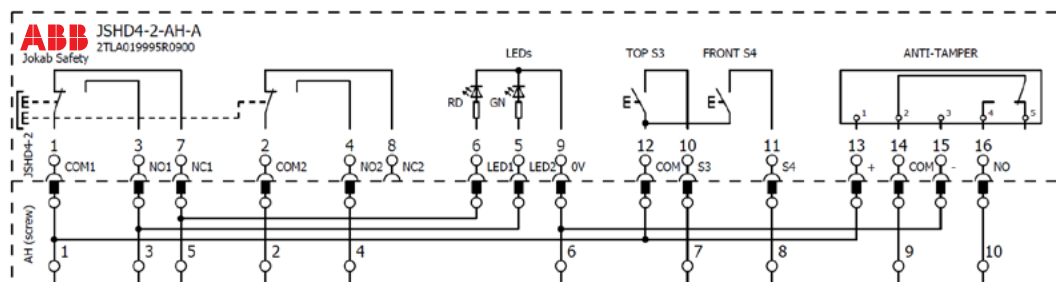 ABB JSHD4-2-AH-A
2TLA019995R0900
Jokab Safety
LEDs TOP S3 FRONT S4 ANTI-TAMPER
RD GN
1 2 3 4 5
JSHD4-2
1 3 7 2 4 8 6 5 9 12 10 11 13 14 15 16
COM1 NO1 NC1 COM2 NO2 NC2 LED1 LED2 0V COM S3 S4 + COM - NO
AH (screw)
1 3 5 2 4 6 7 8 9 10